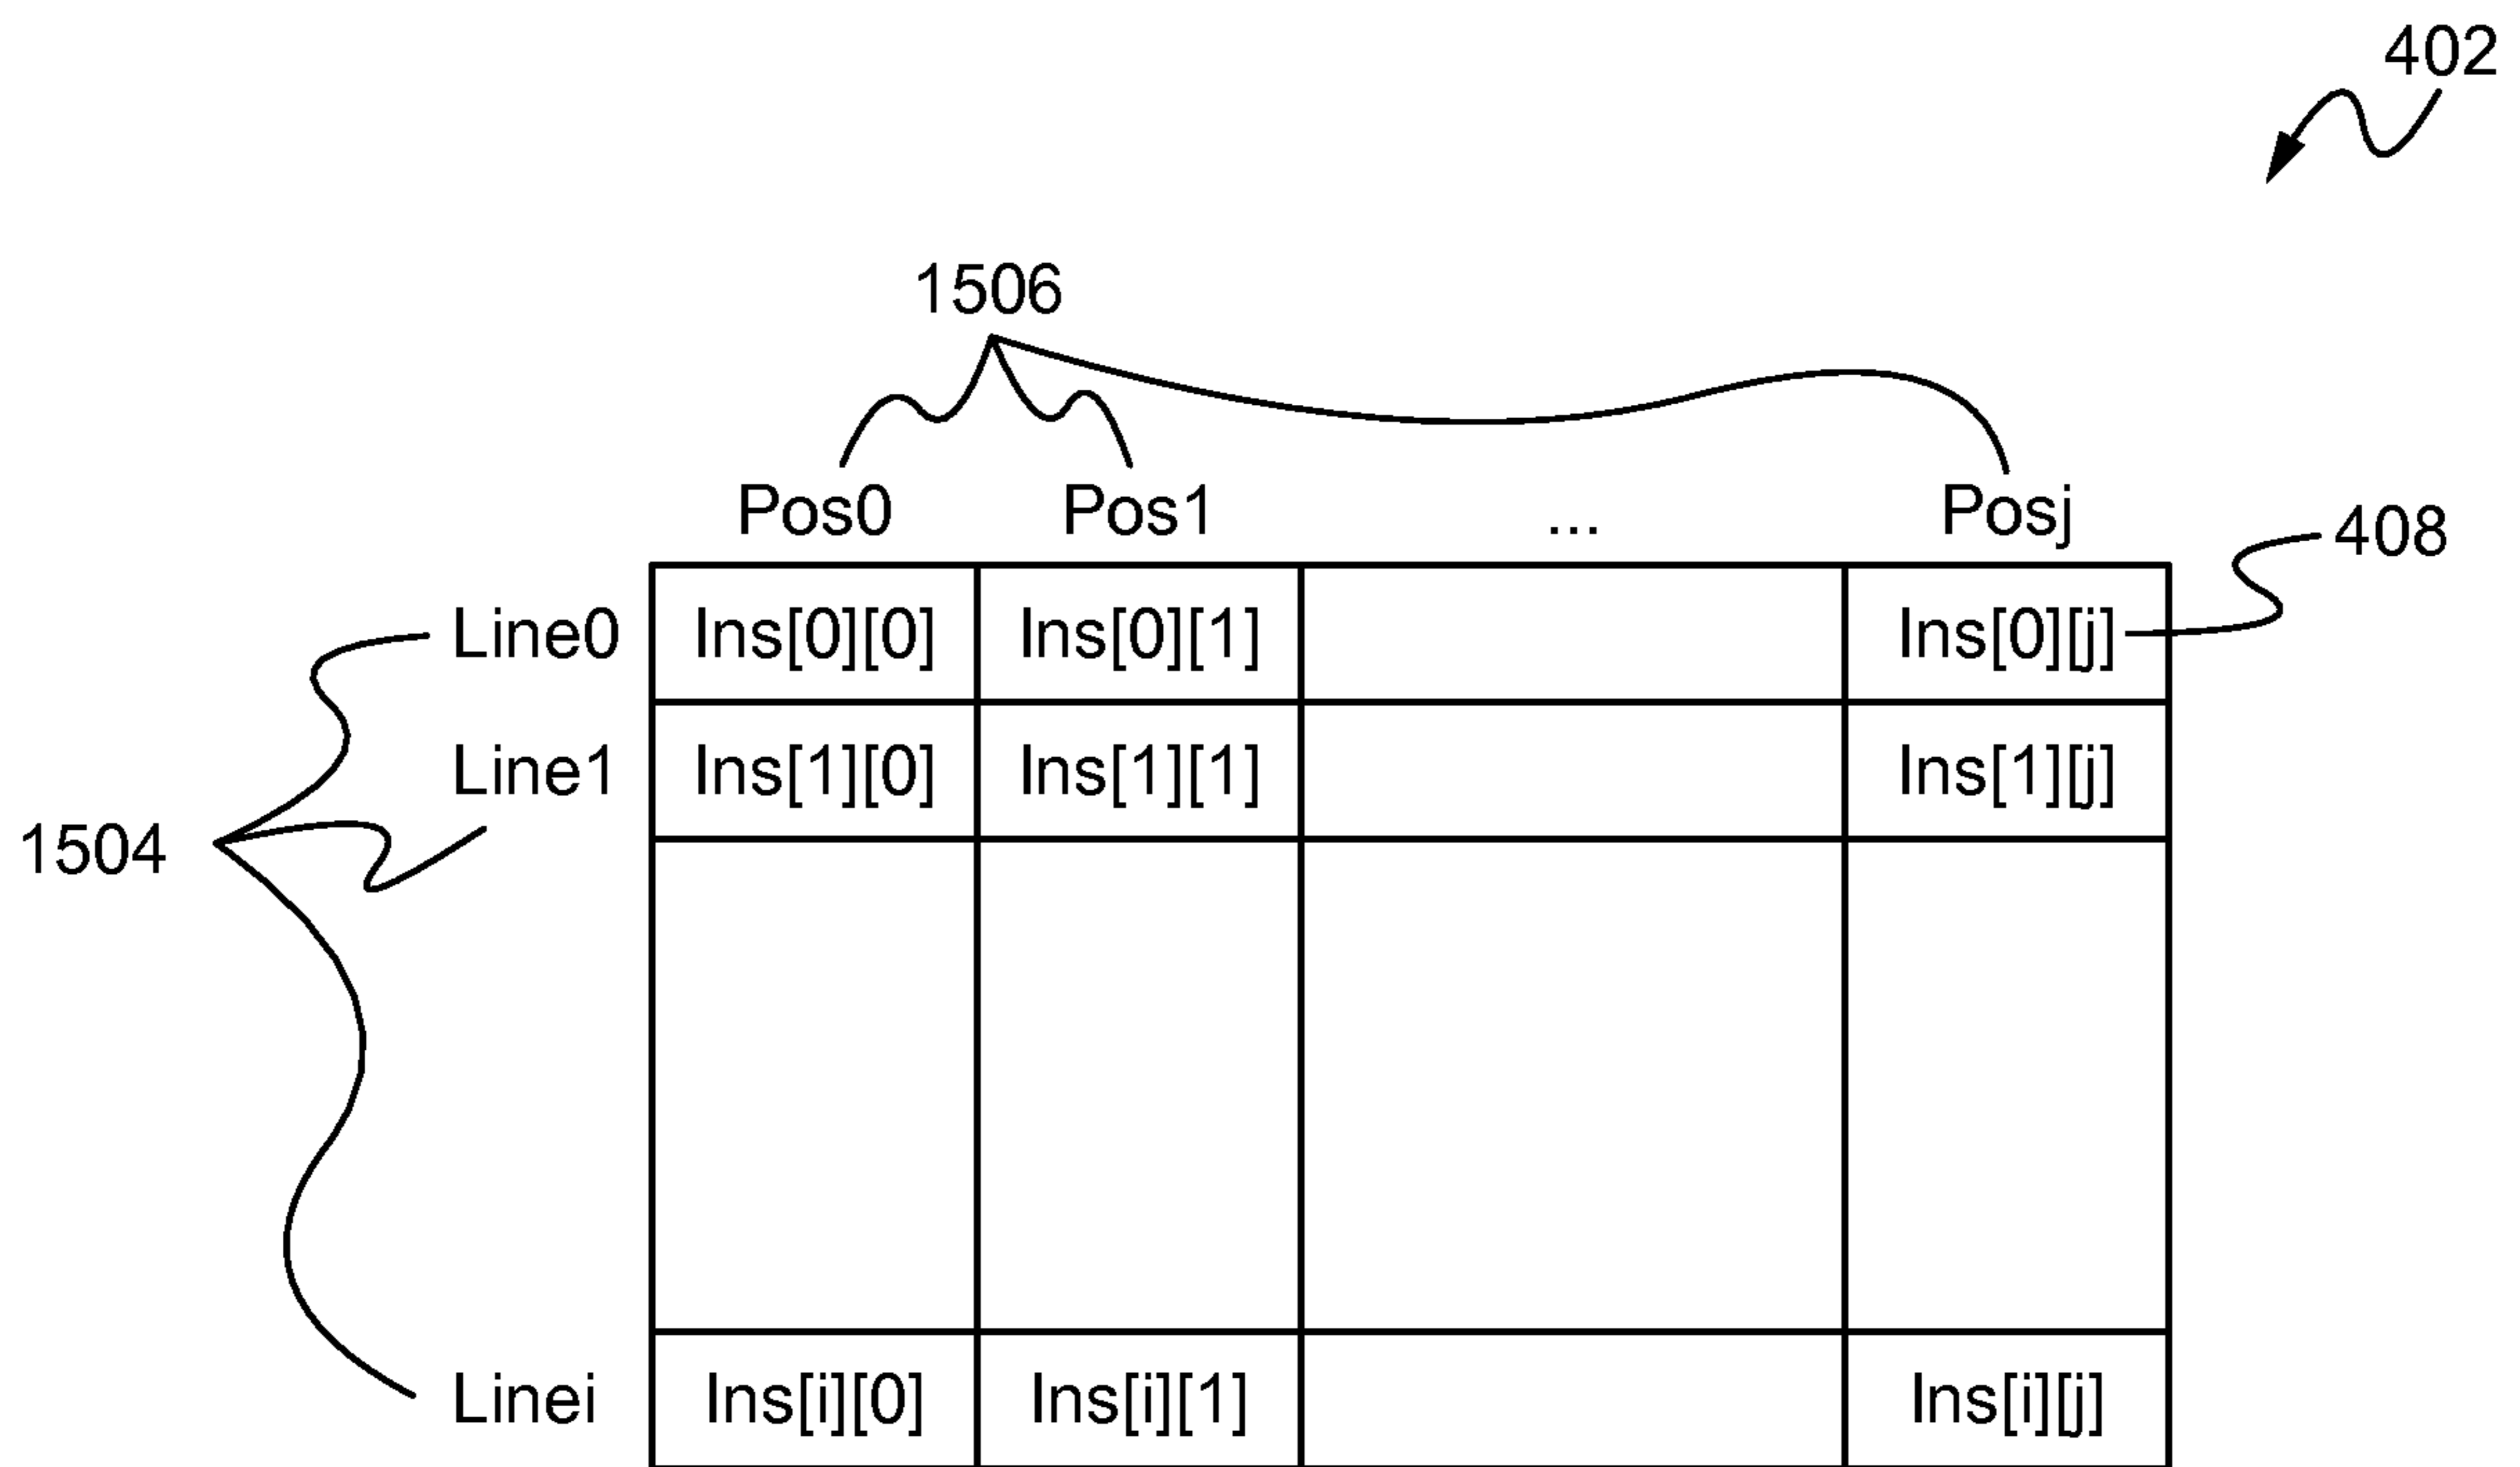 402
1506
Pos0 Pos1 ... Posj
408
Line0 Ins[0][0] Ins[0][1] Ins[0][j]
Line1 Ins[1][0] Ins[1][1] Ins[1][j]
1504
Linei Ins[i][0] Ins[i][1] Ins[i][j]